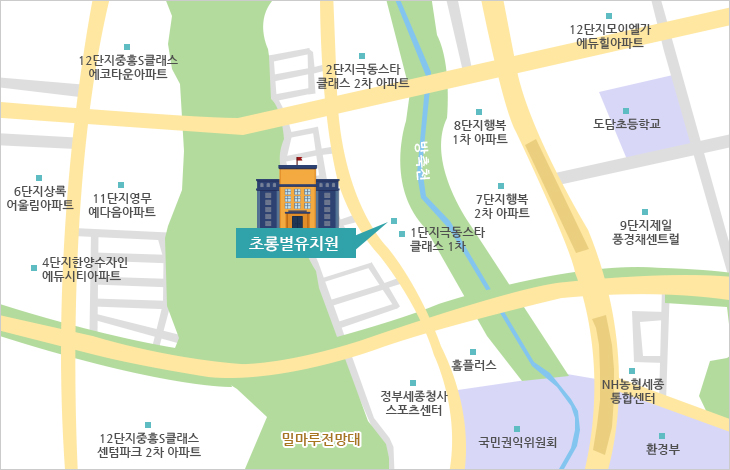 12단지모이엘가
에듀힐아파트
12단지중흥S클래스
에코타운아파트
2단지극동스타
클래스 2차 아파트
8단지행복
1차 아파트
도담초등학교
방축천
6단지상록
어울림아파트
11단지영무
예다음아파트
7단지행복
2차 아파트
9단지제일
풍경채센트럴
초롱별유치원
1단지극동스타
클래스 1차
4단지한양수자인
에듀시티아파트
홈플러스
NH농협세종
통합센터
정부세종청사
스포츠센터
12단지중흥S클래스
센텀파크 2차 아파트
밀마루전망대
국민권익위원회
환경부